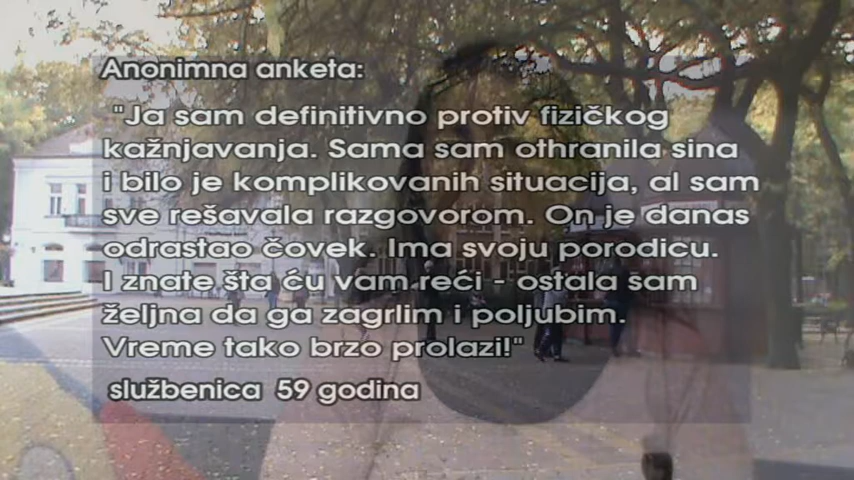 Anonimna anketa:
"Ja sam definitivno protiv fizičkog
kažnjavanja. Sama sam othranila sina
i bilo je komplikovanih situacija, al sam
sve rešavala razgovorom. On je danas
odrastao čovek. Ima svoju porodicu.
I znate šta ću vam reći - ostala sam
željna da ga zagrlim i poljubim.
Vreme tako brzo prolazi!"
službenica 59 godina